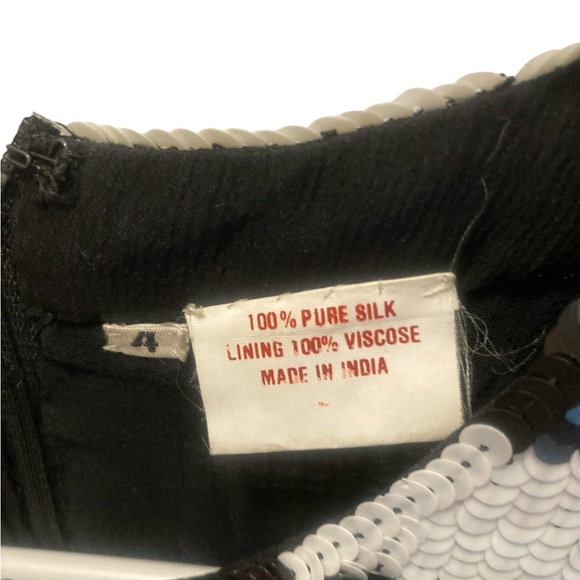 4
100% PURE SILK
LINING 100% VISCOSE
MADE IN INDIA